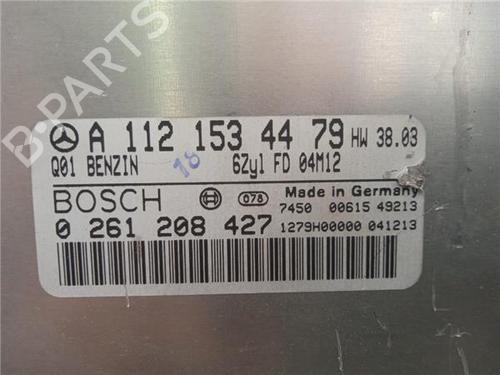 A 112 153 44 79 HW 38.03
Q01 BENZIN 18 6Zyl FD 04M12
BOSCH 078 Made in Germany
7450 00615 49213
0 261 208 427 1279H00000 041213
B-PARTS